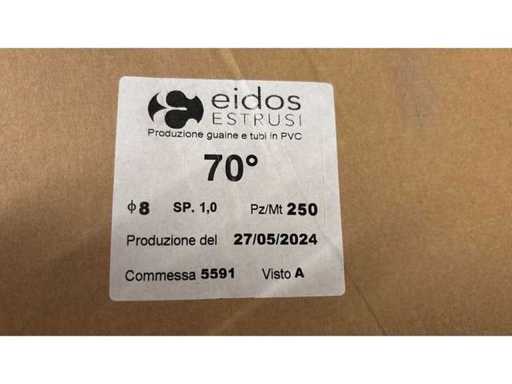 eidos
ESTRUSI
Produzione guaine e tubi in PVC
70°
ϕ 8 SP. 1,0 Pz/Mt 250
Produzione del 27/05/2024
Commessa 5591 Visto A